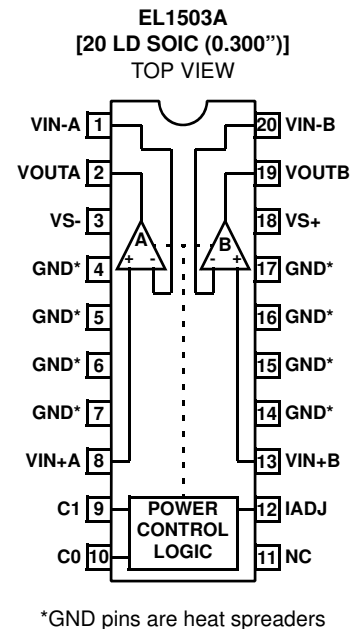 EL1503A
[20 LD SOIC (0.300”)]
TOP VIEW
VIN-A 1 20 VIN-B
VOUTA 2 19 VOUTB
VS- 3 18 VS+
A B
+ - - +
GND* 4 17 GND*
GND* 5 16 GND*
GND* 6 15 GND*
GND* 7 14 GND*
VIN+A 8 13 VIN+B
C1 9 POWER 12 IADJ
CONTROL
C0 10 LOGIC 11 NC
*GND pins are heat spreaders